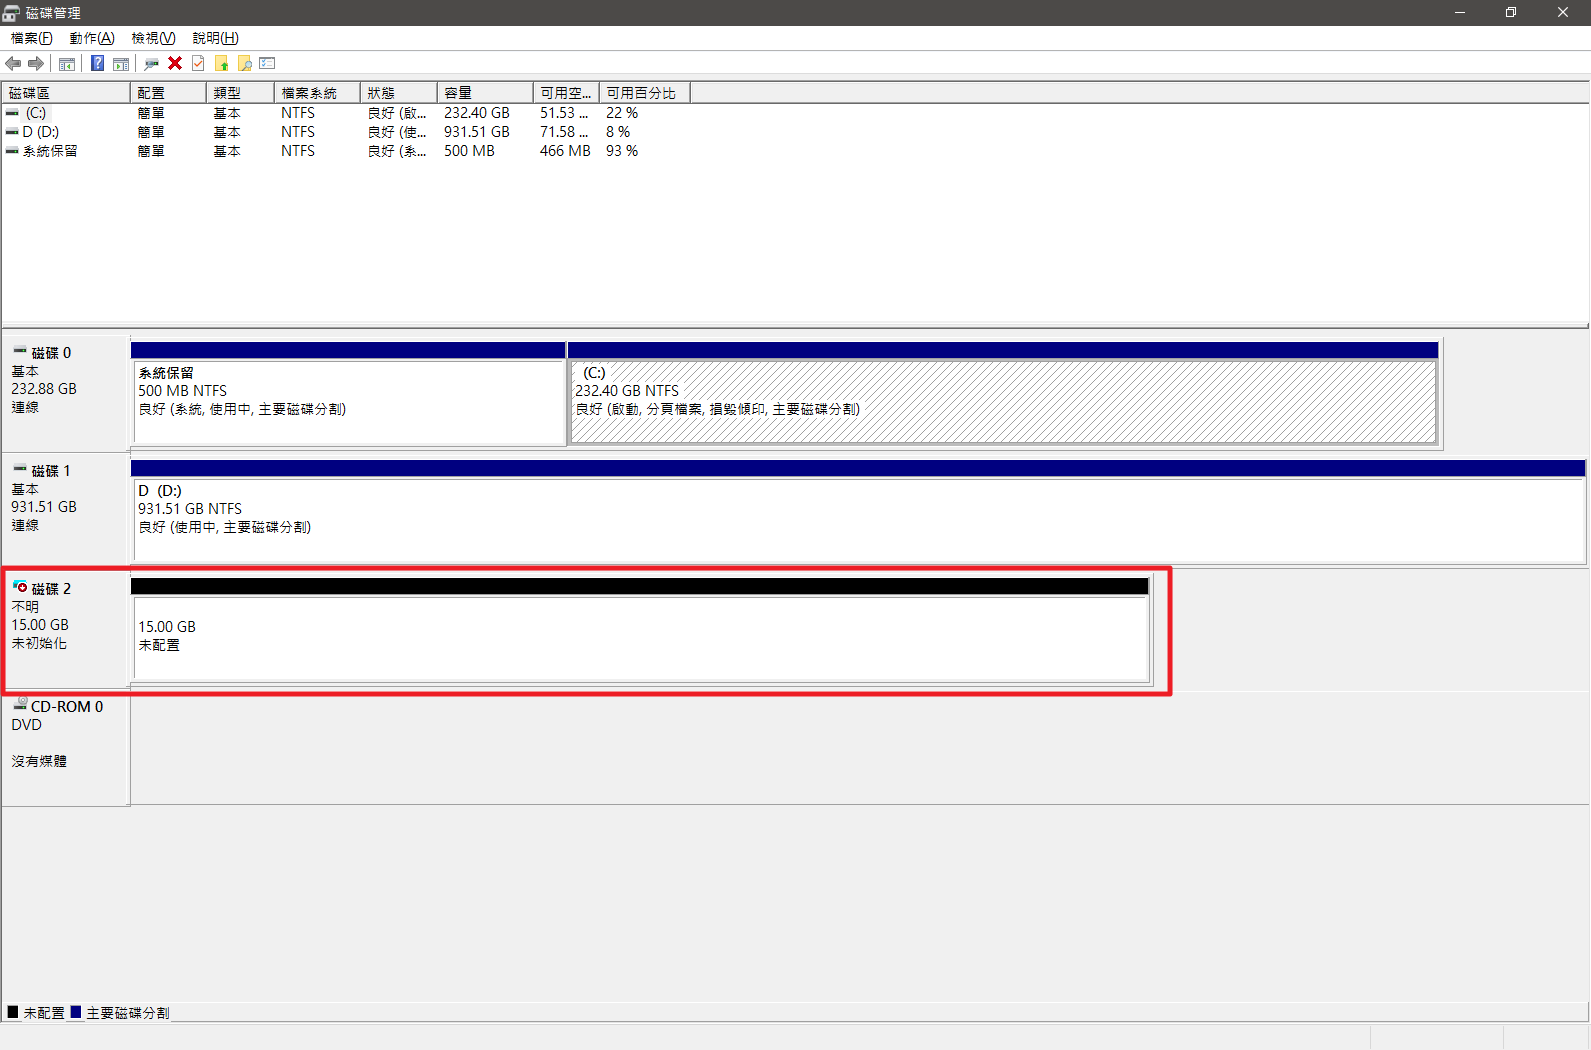 磁碟管理
檔案(F) 動作(A) 檢視(V) 說明(H)
磁碟區 配置 類型 檔案系統 狀態 容量 可用空... 可用百分比
(C:) 簡單 基本 NTFS 良好 (啟... 232.40 GB 51.53 ... 22 %
D (D:) 簡單 基本 NTFS 良好 (使... 931.51 GB 71.58 ... 8 %
系統保留 簡單 基本 NTFS 良好 (系... 500 MB 466 MB 93 %
磁碟 0
基本
232.88 GB
連線
系統保留
500 MB NTFS
良好 (系統, 使用中, 主要磁碟分割)
(C:)
232.40 GB NTFS
良好 (啟動, 分頁檔案, 損毀傾印, 主要磁碟分割)
磁碟 1
基本
931.51 GB
連線
D (D:)
931.51 GB NTFS
良好 (使用中, 主要磁碟分割)
磁碟 2
不明
15.00 GB
未初始化
15.00 GB
未配置
CD-ROM 0
DVD
沒有媒體
未配置 主要磁碟分割